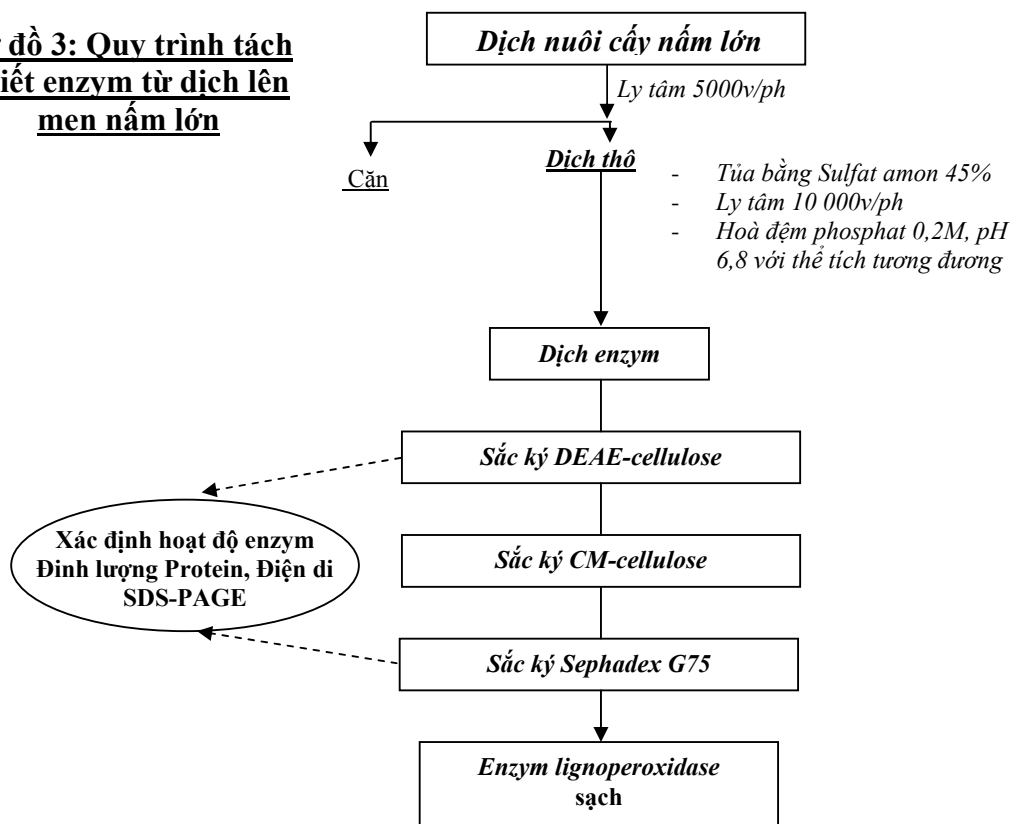 đồ 3: Quy trình tách
iết enzym từ dịch lên
men nấm lớn
Dịch nuôi cấy nấm lớn
Ly tâm 5000v/ph
Căn
Dịch thô
- Tủa bằng Sulfat amon 45%
- Ly tâm 10 000v/ph
- Hoà đệm phosphat 0,2M, pH
6,8 với thể tích tương đương
Dịch enzym
Sắc ký DEAE-cellulose
Xác định hoạt độ enzym
Đinh lượng Protein, Điện di
SDS-PAGE
Sắc ký CM-cellulose
Sắc ký Sephadex G75
Enzym lignoperoxidase
sạch